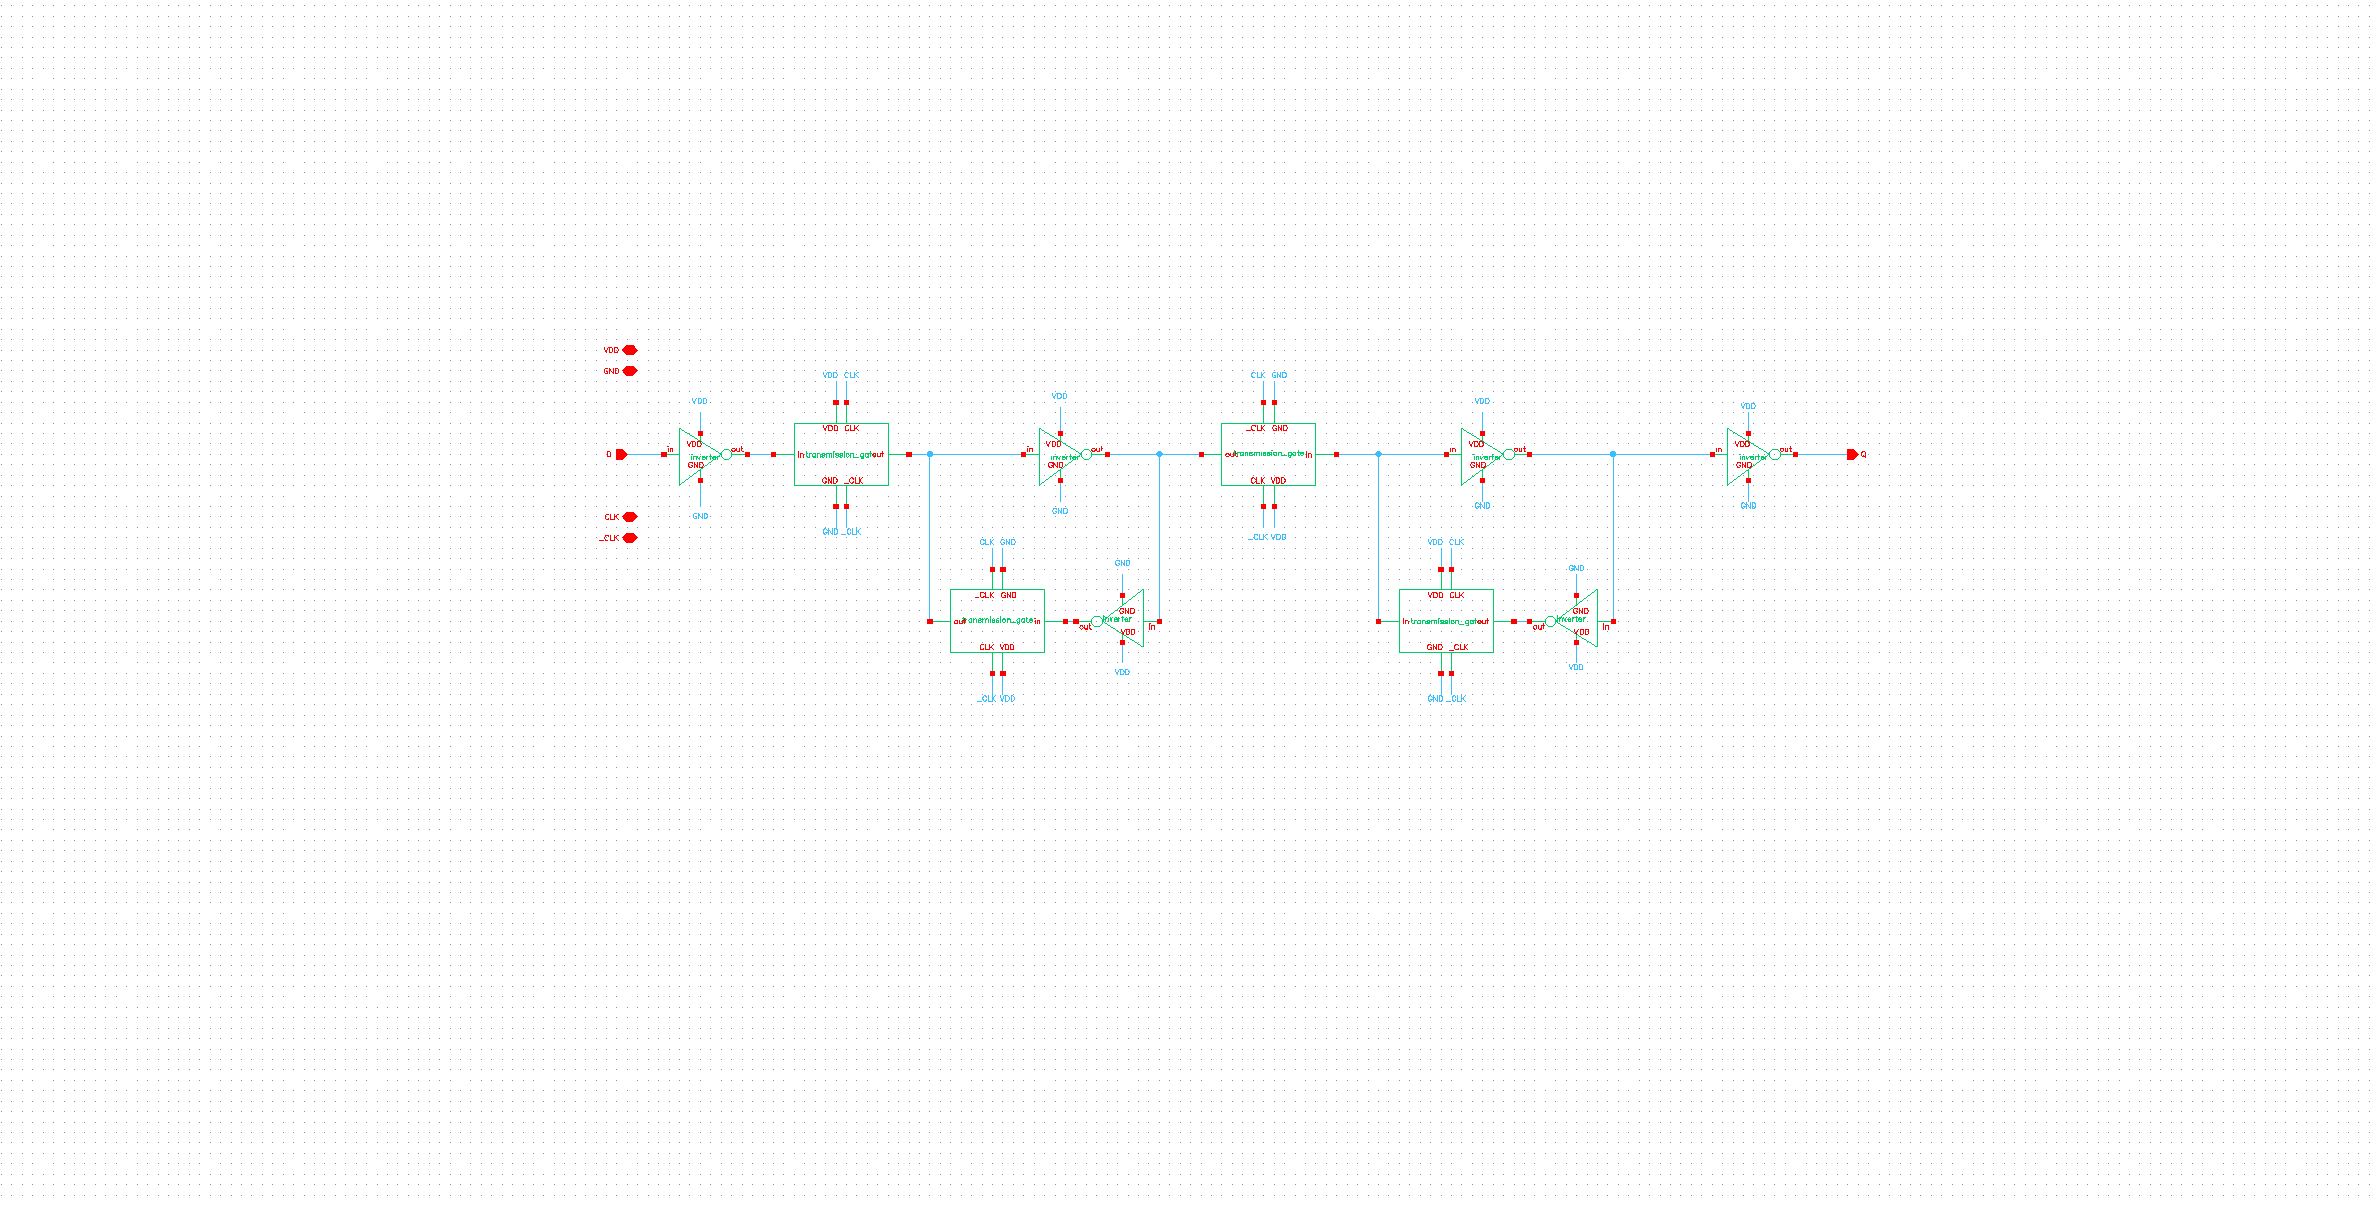 VDD
GND
VDD CLK
CLK GND
VDD
VDD
VDD
VDD
VDD CLK
_CLK GND
D
in
VDD
inverter
GND
out
in
transmission_gate
out
in
VDD
inverter
GND
out
out
transmission_gate
in
in
VDD
inverter
GND
out
in
VDD
inverter
GND
out
Q
GND _CLK
CLK VDD
GND
GND
GND
GND
CLK
_CLK
GND _CLK
_CLK VDD
CLK GND
GND
VDD CLK
GND
_CLK GND
GND
VDD CLK
GND
out
transmission_gate
in
out
inverter
in
in
transmission_gate
out
out
inverter
in
VDD
VDD
CLK VDD
GND _CLK
VDD
VDD
_CLK VDD
GND _CLK